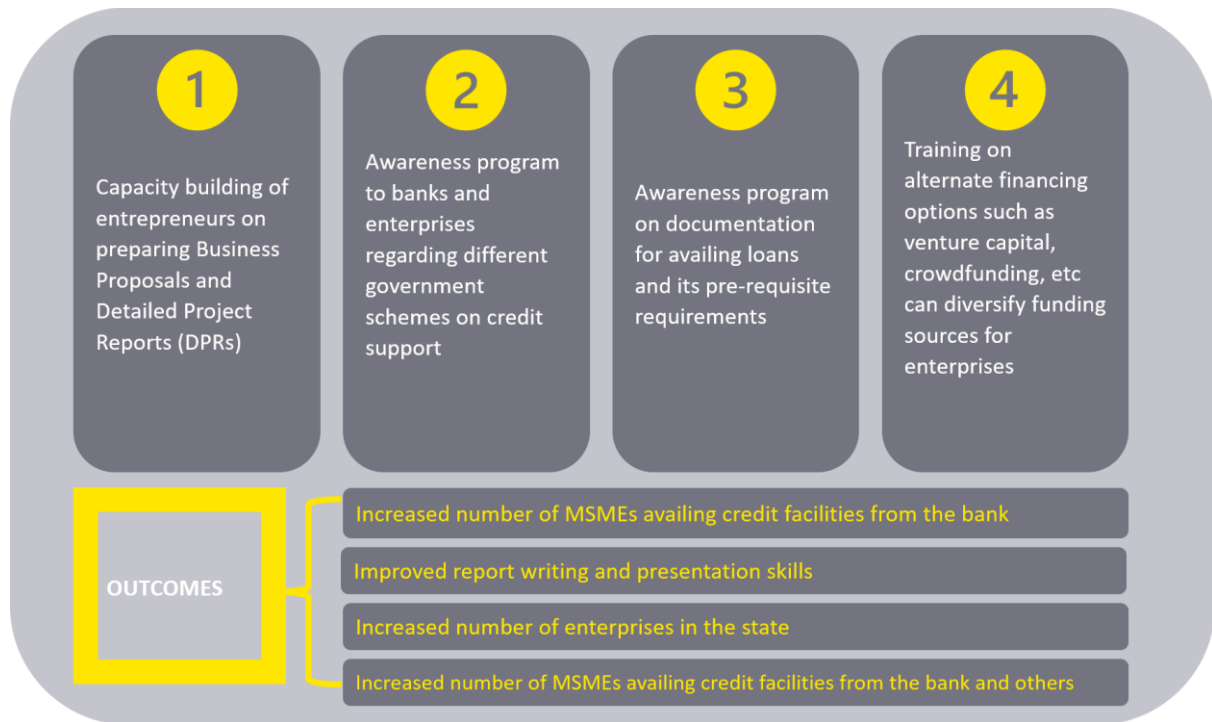 1
Capacity building of
entrepreneurs on
preparing Business
Proposals and
Detailed Project
Reports (DPRs)
2
Awareness program
to banks and
enterprises
regarding different
government
schemes on credit
support
3
Awareness program
on documentation
for availing loans
and its pre-requisite
requirements
4
Training on
alternate financing
options such as
venture capital,
crowdfunding, etc
can diversify funding
sources for
enterprises
OUTCOMES
Increased number of MSMEs availing credit facilities from the bank
Improved report writing and presentation skills
Increased number of enterprises in the state
Increased number of MSMEs availing credit facilities from the bank and others